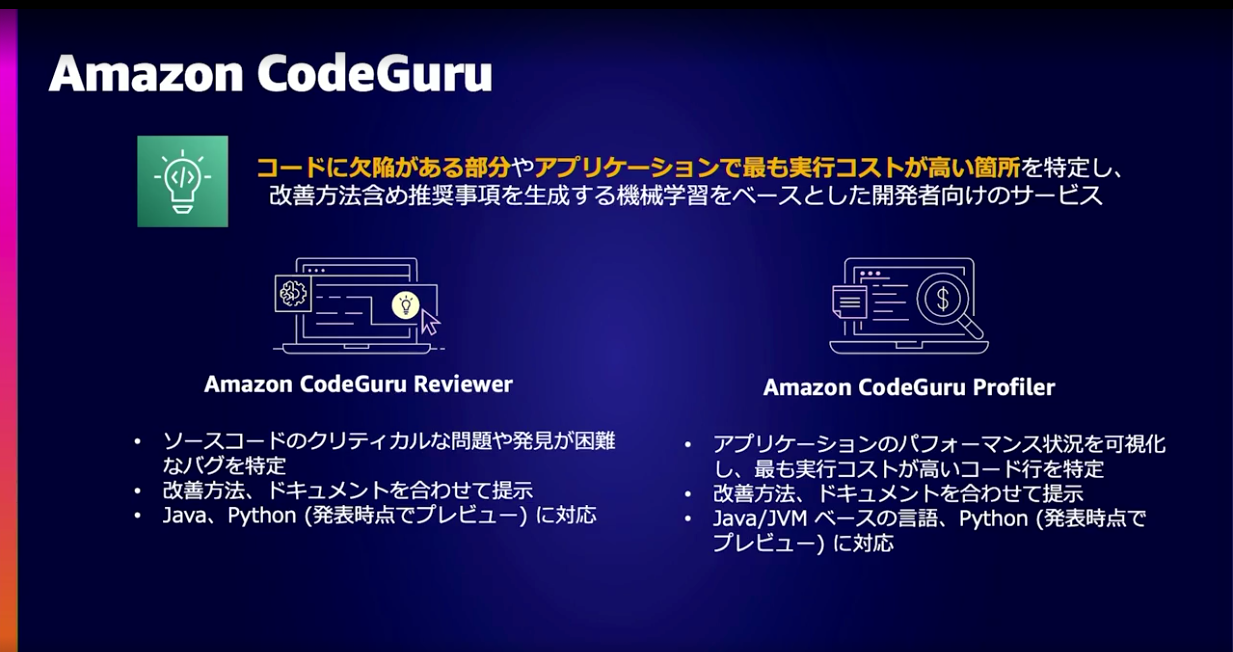 Amazon CodeGuru
コードに欠陥がある部分やアプリケーションで最も実行コストが高い箇所を特定し、
改善方法含め推奨事項を生成する機械学習をベースとした開発者向けのサービス
Amazon CodeGuru Reviewer
• ソースコードのクリティカルな問題や発見が困難
なバグを特定
• 改善方法、ドキュメントを合わせて提示
• Java、Python (発表時点でプレビュー) に対応
Amazon CodeGuru Profiler
• アプリケーションのパフォーマンス状況を可視化
し、最も実行コストが高いコード行を特定
• 改善方法、ドキュメントを合わせて提示
• Java/JVM ベースの言語、Python (発表時点で
プレビュー) に対応